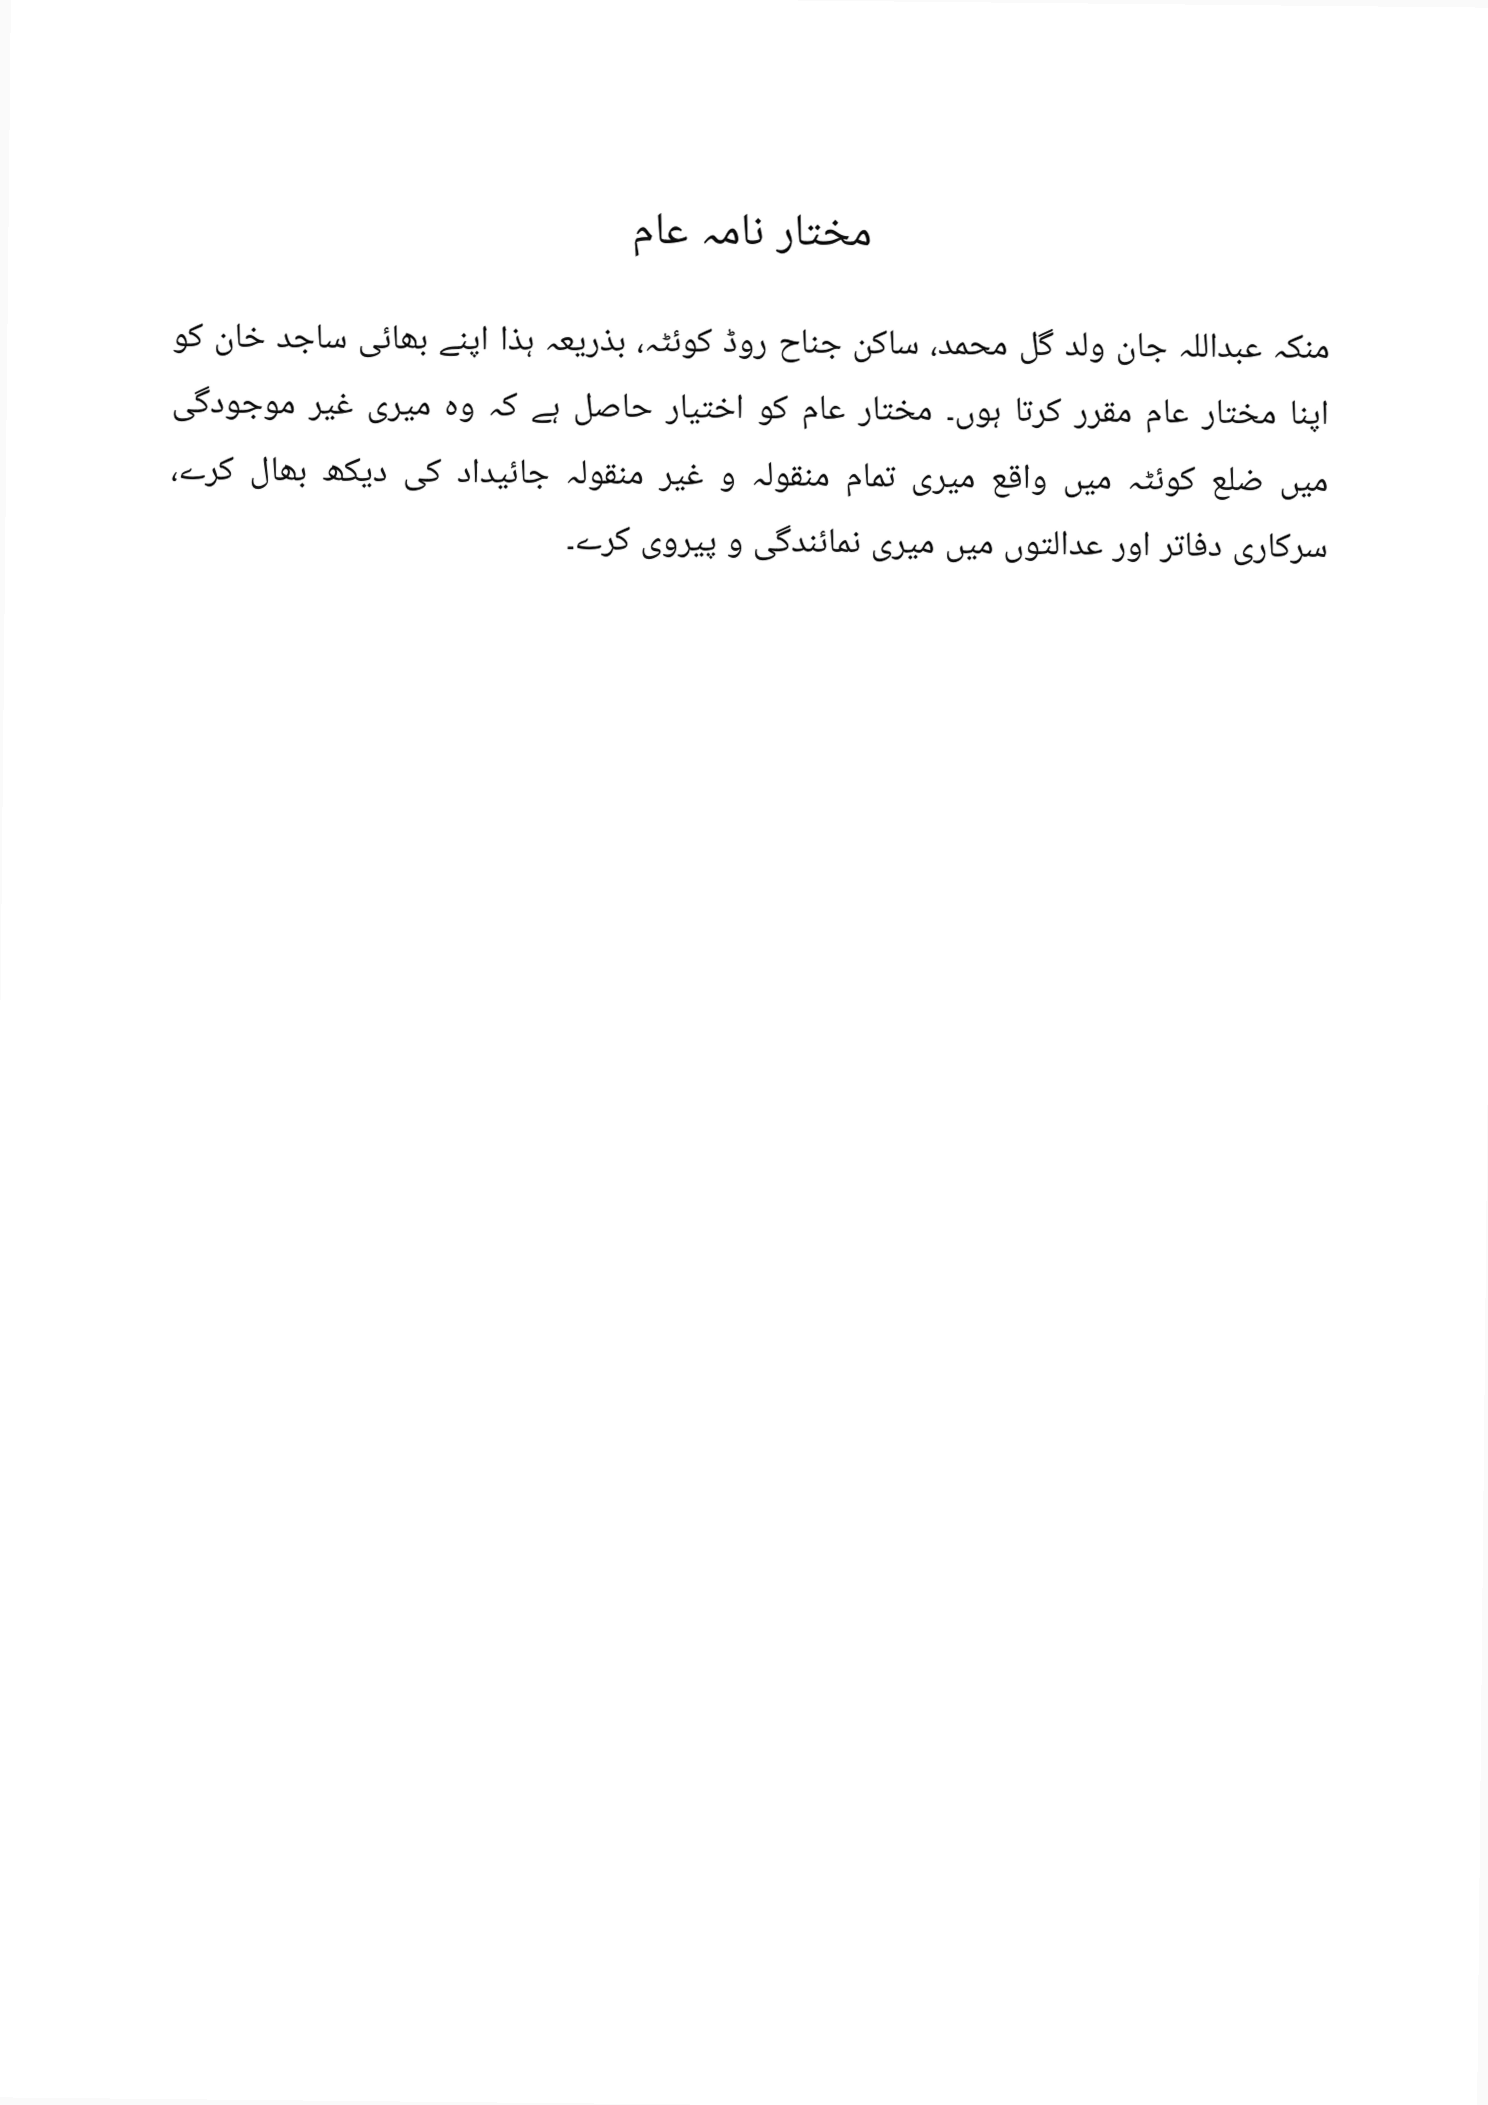 مختار نامہ عام
منکہ عبداللہ جان ولد گل محمد، ساکن جناح روڈ کوئٹہ، بذریعہ ہذا اپنے بھائی ساجد خان کو
اپنا مختار عام مقرر کرتا ہوں۔ مختار عام کو اختیار حاصل ہے کہ وہ میری غیر موجودگی
میں ضلع کوئٹہ میں واقع میری تمام منقولہ و غیر منقولہ جائیداد کی دیکھ بھال کرے،
سرکاری دفاتر اور عدالتوں میں میری نمائندگی و پیروی کرے۔